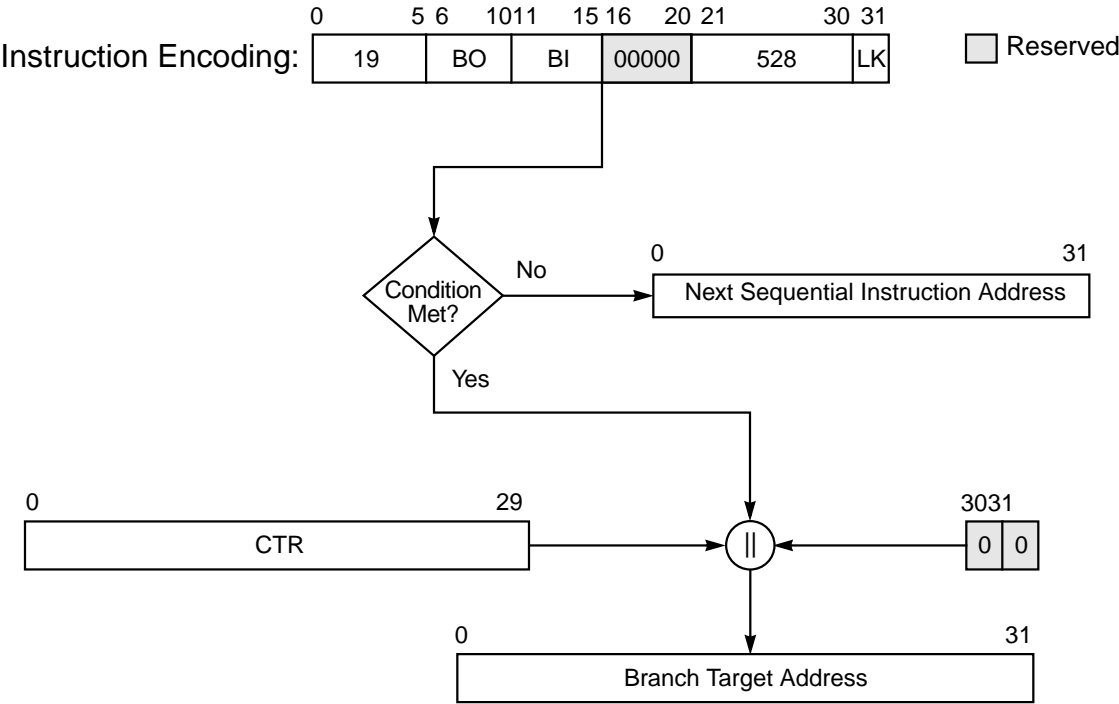 0 5 6 10 11 15 16 20 21 30 31
Instruction Encoding: 19 BO BI 00000 528 LK Reserved
0 31
No
Condition
Met?
Next Sequential Instruction Address
Yes
0 29 30 31
CTR || 0 0
0 31
Branch Target Address